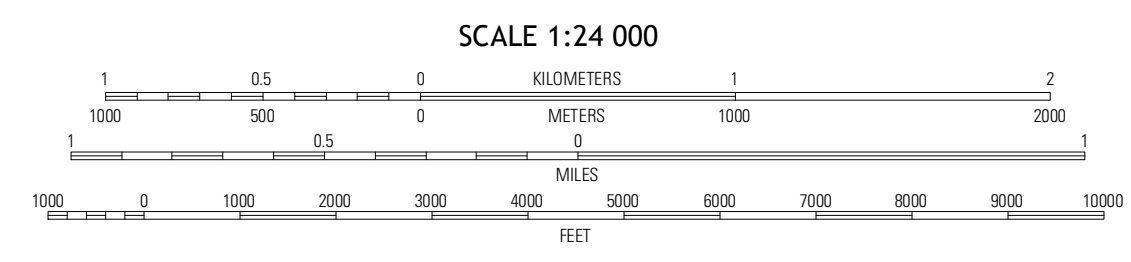 SCALE 1:24 000
1 0.5 0 KILOMETERS 1 2
1000 500 0 METERS 1000 2000
1 0.5 0 1
MILES
1000 0 1000 2000 3000 4000 5000 6000 7000 8000 9000 10000
FEET